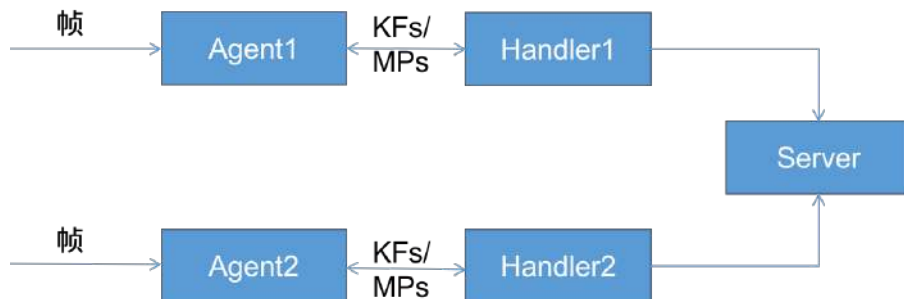 帧
Agent1
KFs/
MPs
Handler1
Server
帧
Agent2
KFs/
MPs
Handler2